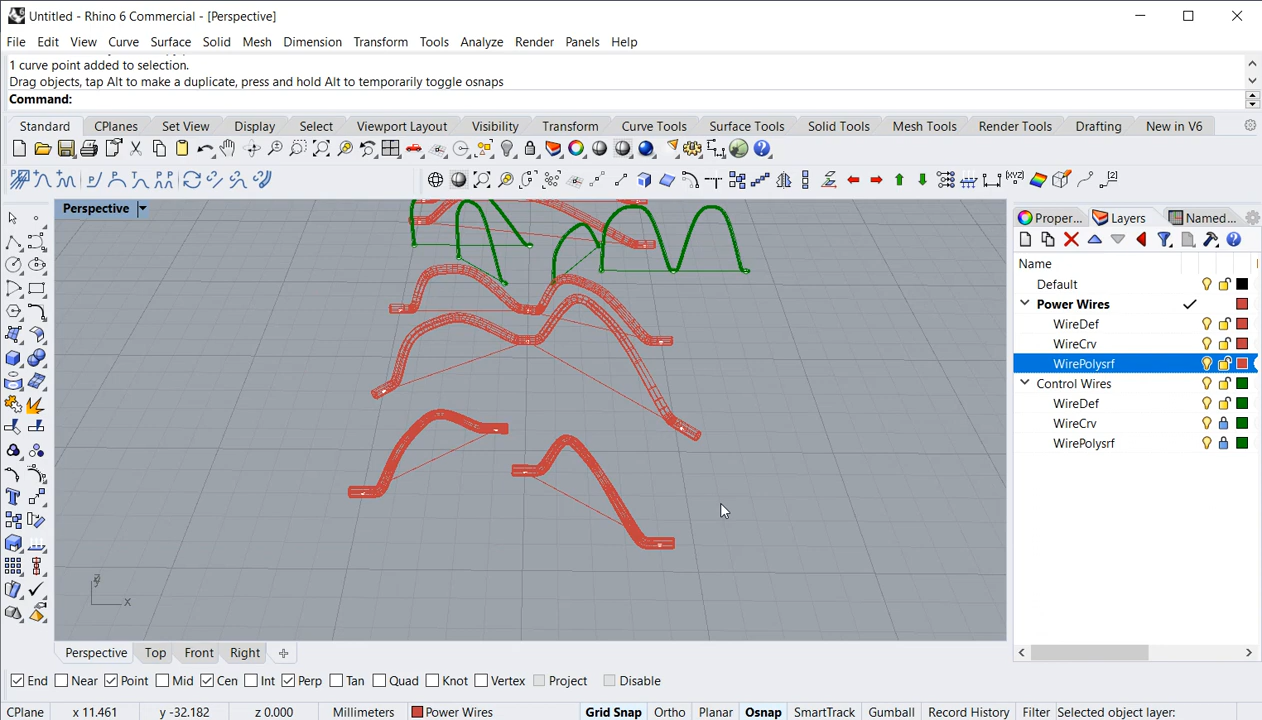 Untitled - Rhino 6 Commercial - [Perspective]
File Edit View Curve Surface Solid Mesh Dimension Transform Tools Analyze Render Panels Help
1 curve point added to selection.
Drag objects, tap Alt to make a duplicate, press and hold Alt to temporarily toggle osnaps
Command:
Standard CPlanes Set View Display Select Viewport Layout Visibility Transform Curve Tools Surface Tools Solid Tools Mesh Tools Render Tools Drafting New in V6
Perspective
Proper... Layers Named...
Name
Default
Power Wires
WireDef
WireCrv
WirePolysrf
Control Wires
WireDef
WireCrv
WirePolysrf
z
y
x
Perspective Top Front Right
End Near Point Mid Cen Int Perp Tan Quad Knot Vertex Project Disable
CPlane x 11.461 y -32.182 z 0.000 Millimeters Power Wires Grid Snap Ortho Planar Osnap SmartTrack Gumball Record History Filter Selected object layer: